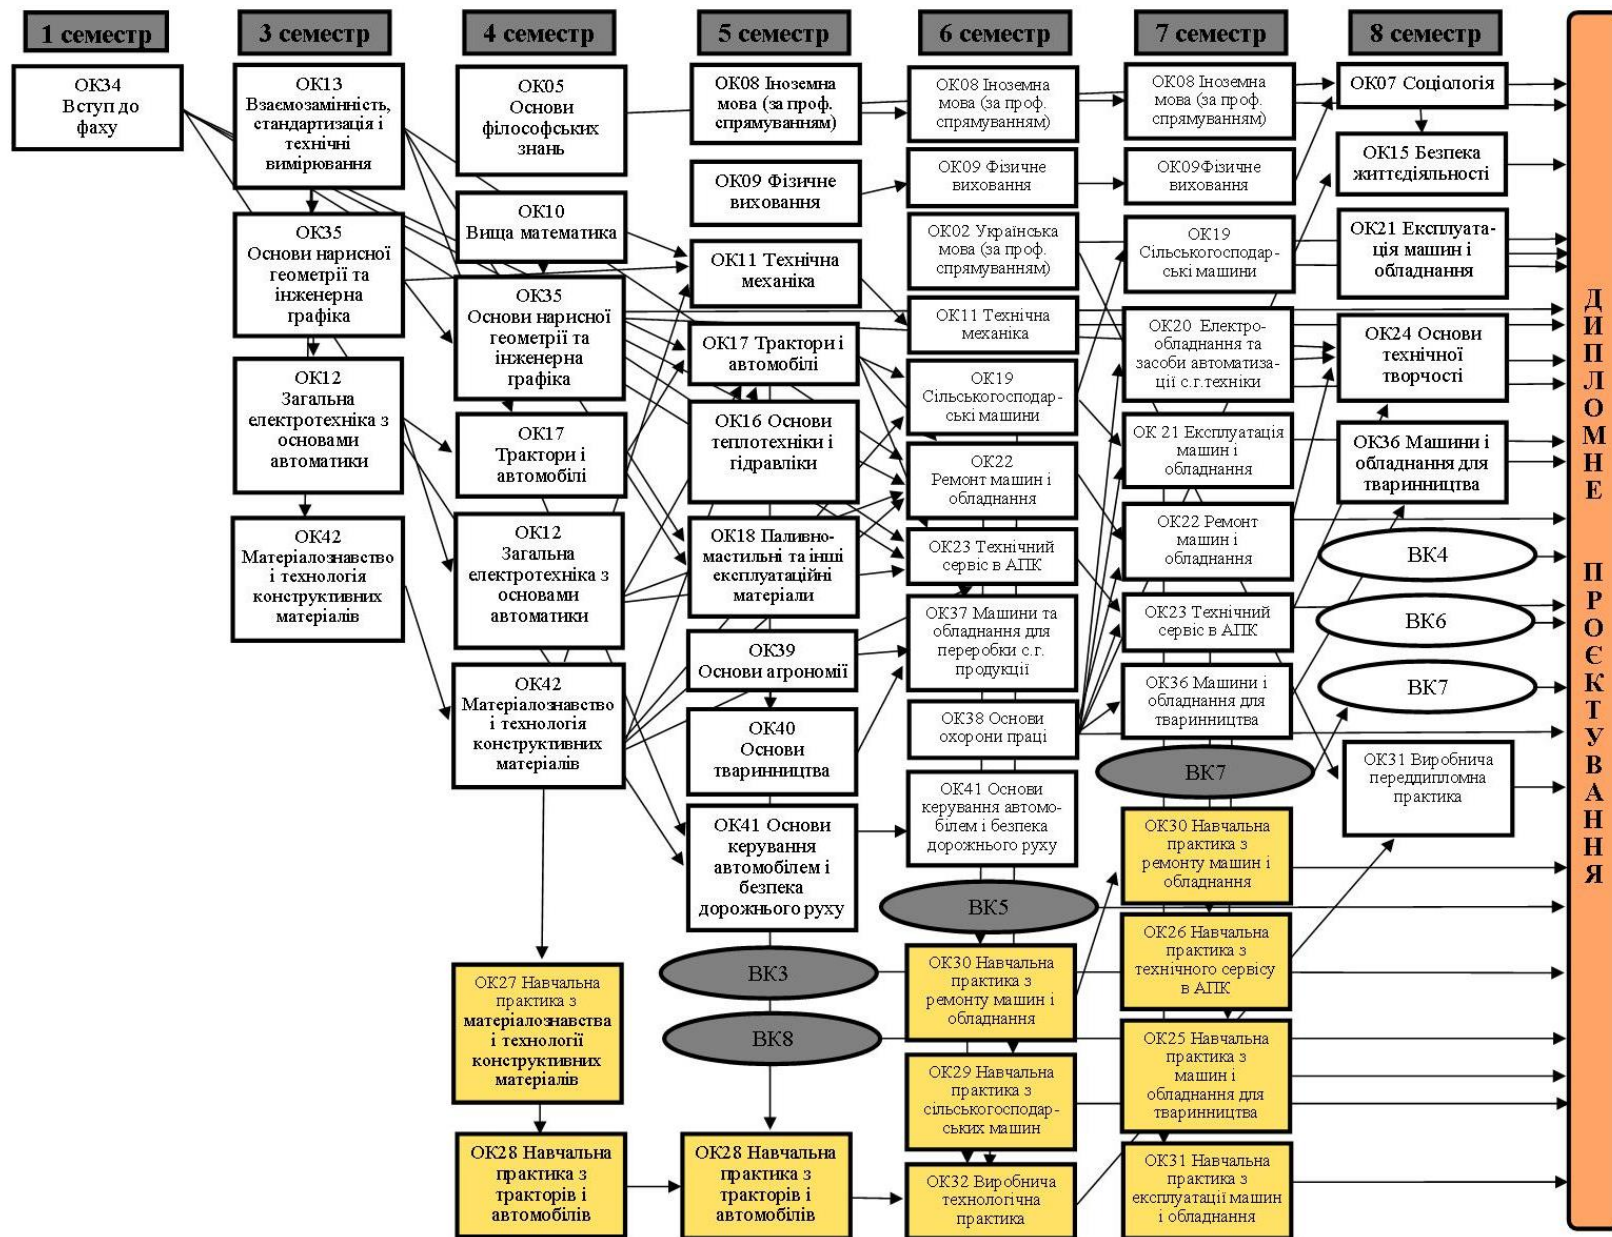 1 семестр
ОК34
Вступ до
фаху
3 семестр
ОК13
Взаємозамінність,
стандартизація і
технічні
вимірювання
ОК35
Основи нарисної
геометрії та
інженерна
графіка
ОК12
Загальна
електротехніка з
основами
автоматики
ОК42
Матеріалознавство
і технологія
конструктивних
матеріалів
4 семестр
ОК05
Основи
філософських
знань
ОК10
Вища математика
ОК35
Основи нарисної
геометрії та
інженерна
графіка
ОК17
Трактори і
автомобілі
ОК12
Загальна
електротехніка з
основами
автоматики
ОК42
Матеріалознавство
і технологія
конструктивних
матеріалів
ОК27 Навчальна
практика з
матеріалознавства
і технології
конструктивних
матеріалів
ОК28 Навчальна
практика з
тракторів і
автомобілів
5 семестр
ОК08 Іноземна
мова (за проф.
спрямуванням)
ОК09 Фізичне
виховання
ОК11 Технічна
механіка
ОК17 Трактори і
автомобілі
ОК16 Основи
теплотехніки і
гідравліки
ОК18 Паливно-
мастильні та інші
експлуатаційні
матеріали
ОК39
Основи агрономії
ОК40
Основи
тваринництва
ОК41 Основи
керування
автомобілем і
безпека
дорожнього руху
ВК3
ВК8
ОК28 Навчальна
практика з
тракторів і
автомобілів
6 семестр
ОК08 Іноземна
мова (за проф.
спрямуванням)
ОК09 Фізичне
виховання
ОК02 Українська
мова (за проф.
спрямуванням)
ОК11 Технічна
механіка
ОК19
Сільськогосподар-
ські машини
ОК22
Ремонт машин і
обладнання
ОК23 Технічний
сервіс в АПК
ОК37 Машини та
обладнання для
переробки с.г.
продукції
ОК38 Основи
охорони праці
ОК41 Основи
керування автомо-
білем і безпека
дорожнього руху
ВК5
ОК30 Навчальна
практика з
ремонту машин і
обладнання
ОК29 Навчальна
практика з
сільськогосподар-
ських машин
ОК32 Виробнича
технологічна
практика
7 семестр
ОК08 Іноземна
мова (за проф.
спрямуванням)
ОК09Фізичне
виховання
ОК19
Сільськогосподар-
ські машини
ОК20 Електро-
обладнання та
засоби автоматиза-
ції с.г.техніки
ОК 21 Експлуатація
машин і
обладнання
ОК22 Ремонт
машин і
обладнання
ОК23 Технічний
сервіс в АПК
ОК36 Машини і
обладнання для
тваринництва
ВК7
ОК30 Навчальна
практика з
ремонту машин і
обладнання
ОК26 Навчальна
практика з
технічного сервісу
в АПК
ОК25 Навчальна
практика з
машин і
обладнання для
тваринництва
ОК31 Навчальна
практика з
експлуатації машин
і обладнання
8 семестр
ОК07 Соціологія
ОК15 Безпека
життєдіяльності
ОК21 Експлуата-
ція машин і
обладнання
ОК24 Основи
технічної
творчості
ОК36 Машини і
обладнання для
тваринництва
ВК4
ВК6
ВК7
ОК31 Виробнича
переддипломна
практика
ДИПЛОМНЕ ПРОЄКТУВАННЯ